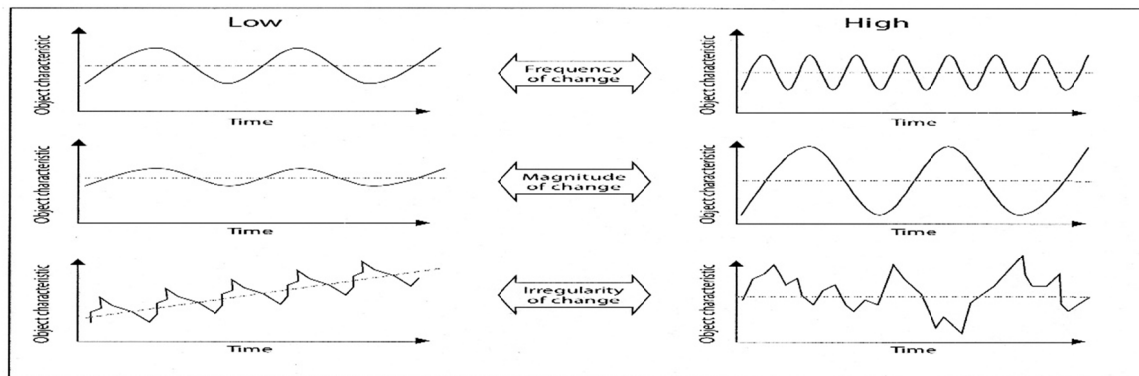 Low
High
Object characteristic
Time
Frequency
of change
Object characteristic
Time
Object characteristic
Time
Magnitude
of change
Object characteristic
Time
Object characteristic
Time
Irregularity
of change
Object characteristic
Time